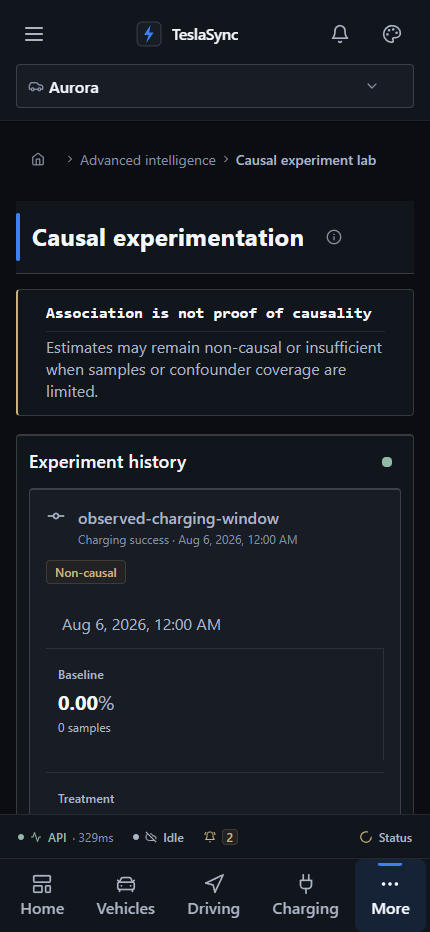 TeslaSync
Aurora
Advanced intelligence
Causal experiment lab
Causal experimentation
Association is not proof of causality
Estimates may remain non-causal or insufficient
when samples or confounder coverage are
limited.
Experiment history
observed-charging-window
Charging success · Aug 6, 2026, 12:00 AM
Non-causal
Aug 6, 2026, 12:00 AM
Baseline
0.00%
0 samples
Treatment
API · 329ms
Idle
2
Status
Home
Vehicles
Driving
Charging
More